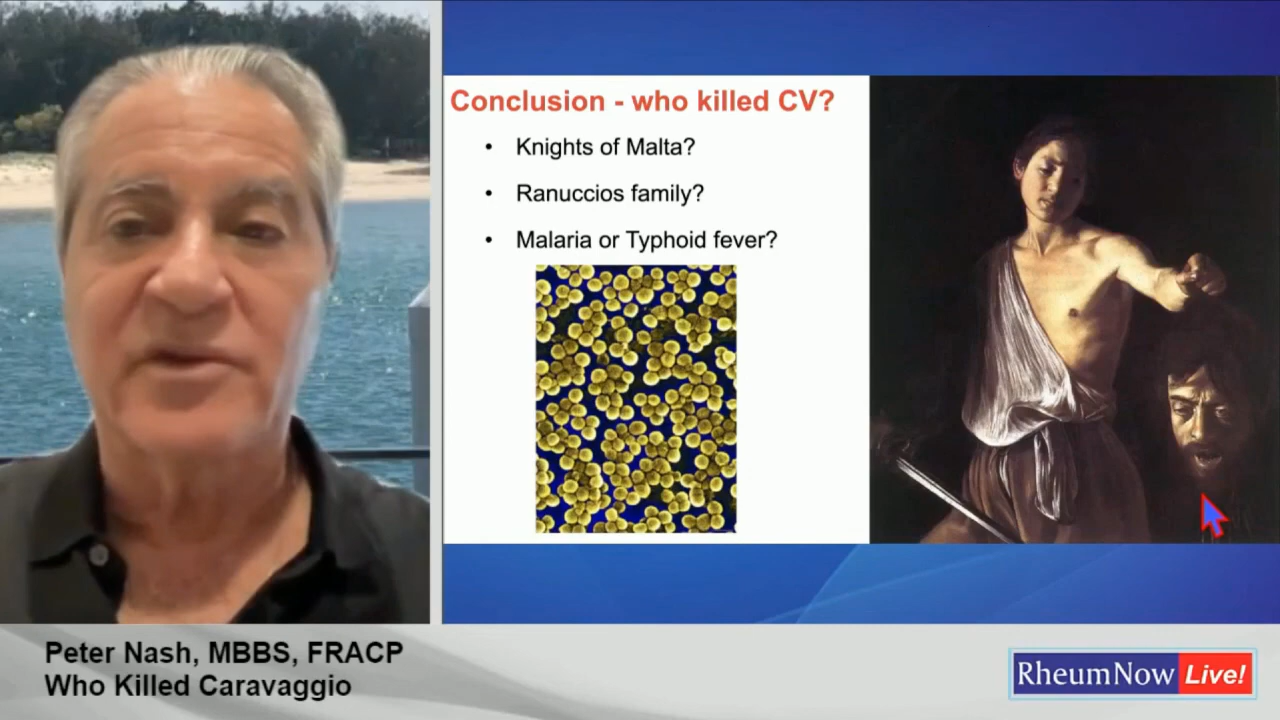 Conclusion - who killed CV?
• Knights of Malta?
• Ranuccios family?
• Malaria or Typhoid fever?
Peter Nash, MBBS, FRACP
Who Killed Caravaggio
RheumNow Live!